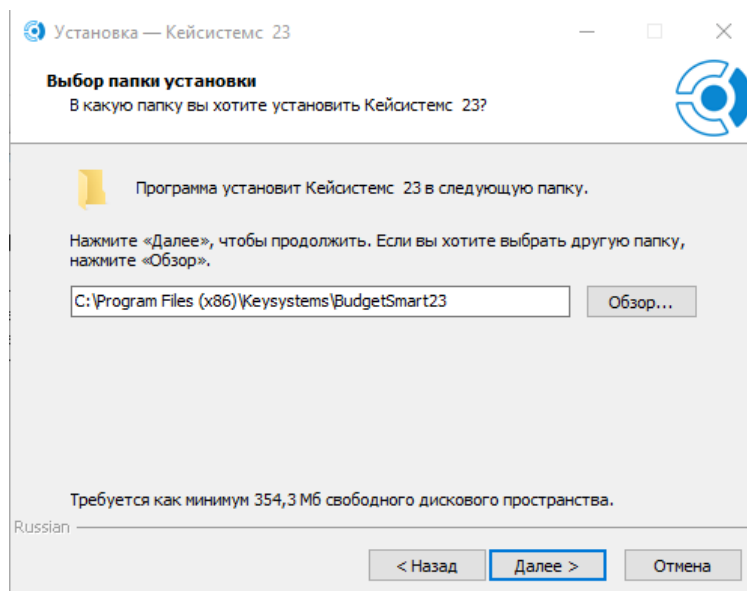 Установка — Кейсистемс 23
Выбор папки установки
В какую папку вы хотите установить Кейсистемс 23?
Программа установит Кейсистемс 23 в следующую папку.
Нажмите «Далее», чтобы продолжить. Если вы хотите выбрать другую папку,
нажмите «Обзор».
C:\Program Files (x86)\Keysystems\BudgetSmart23
Обзор...
Требуется как минимум 354,3 Мб свободного дискового пространства.
Russian
< Назад
Далее >
Отмена